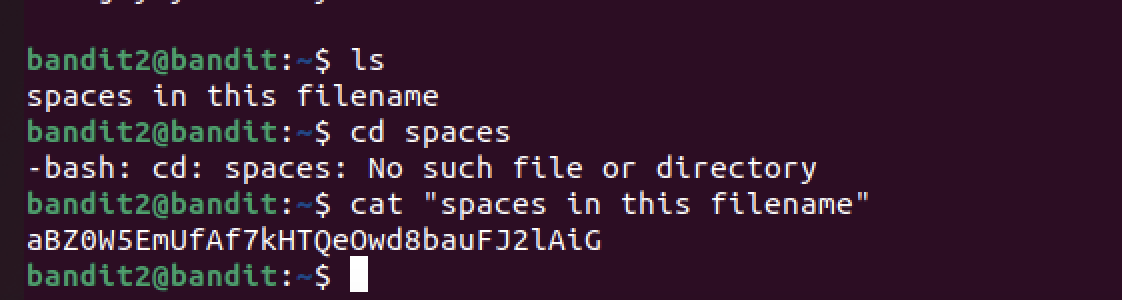 bandit2@bandit:~$ ls
spaces in this filename
bandit2@bandit:~$ cd spaces
-bash: cd: spaces: No such file or directory
bandit2@bandit:~$ cat "spaces in this filename"
aBZ0W5EmUfAf7kHTQeOwd8bauFJ2lAiG
bandit2@bandit:~$